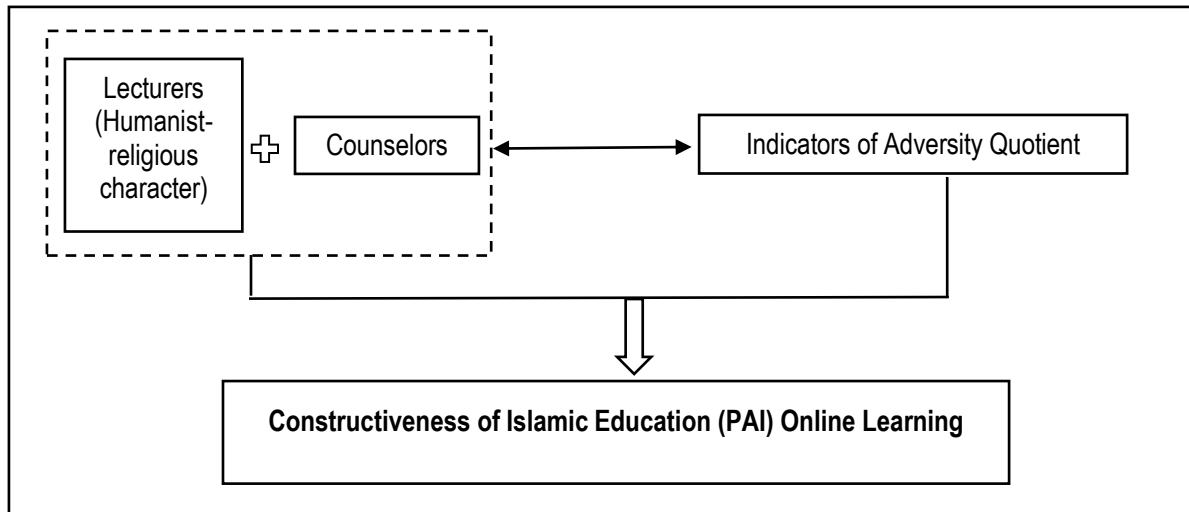 Lecturers
(Humanist-
religious
character)
Counselors
Indicators of Adversity Quotient
Constructiveness of Islamic Education (PAI) Online Learning